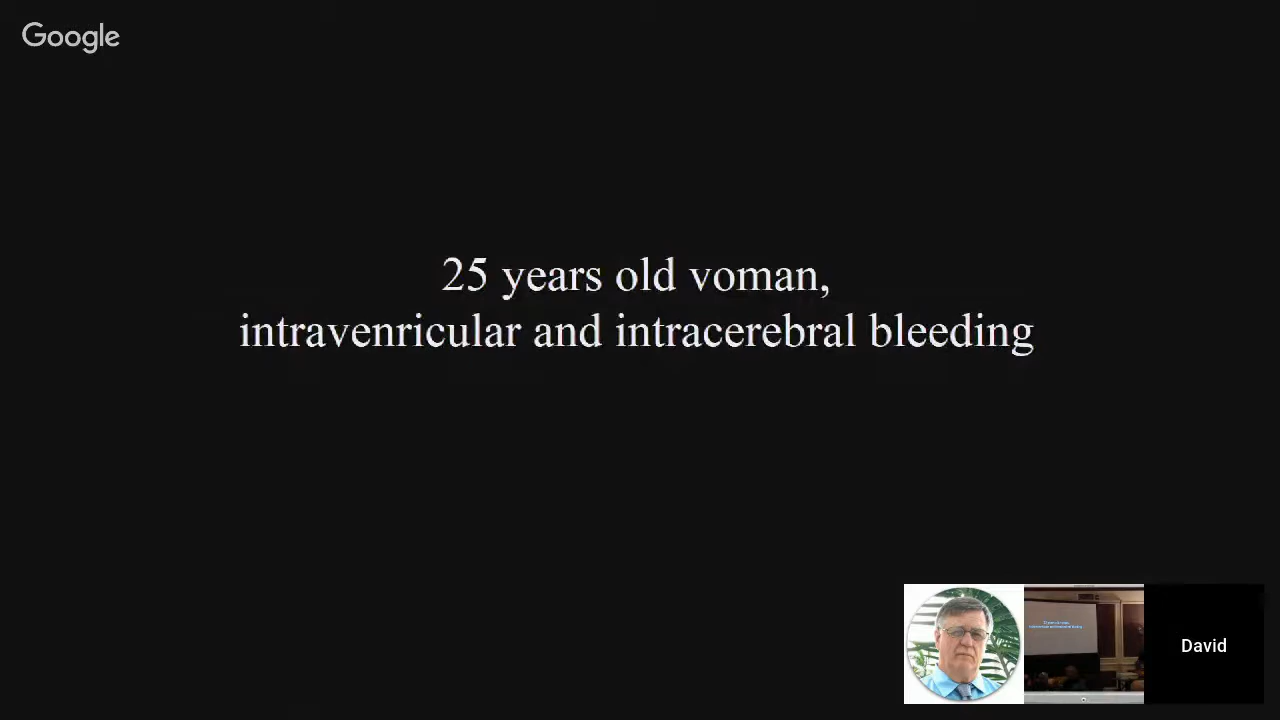 Google
25 years old voman,
intravenricular and intracerebral bleeding
David